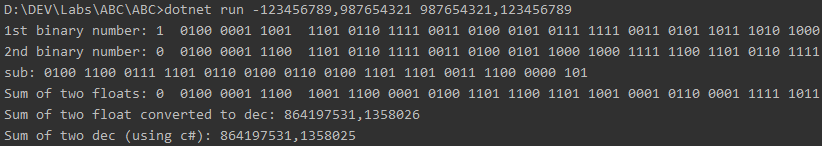 D:\DEV\Labs\ABC\ABC>dotnet run -123456789,987654321 987654321,123456789
1st binary number: 1  0100 0001 1001  1101 0110 1111 0011 0100 0101 0111 1111 0011 0101 1011 1010 1000
2nd binary number: 0  0100 0001 1100  1101 0110 1111 0011 0100 0101 1000 1000 1111 1100 1101 0110 1111
sub: 0100 1100 0111 1101 0110 0100 0110 0100 1101 1101 0011 1100 0000 101
Sum of two floats: 0  0100 0001 1100  1001 1100 0001 0100 1101 1100 1101 1001 0001 0110 0001 1111 1011
Sum of two float converted to dec: 864197531,1358026
Sum of two dec (using c#): 864197531,1358025